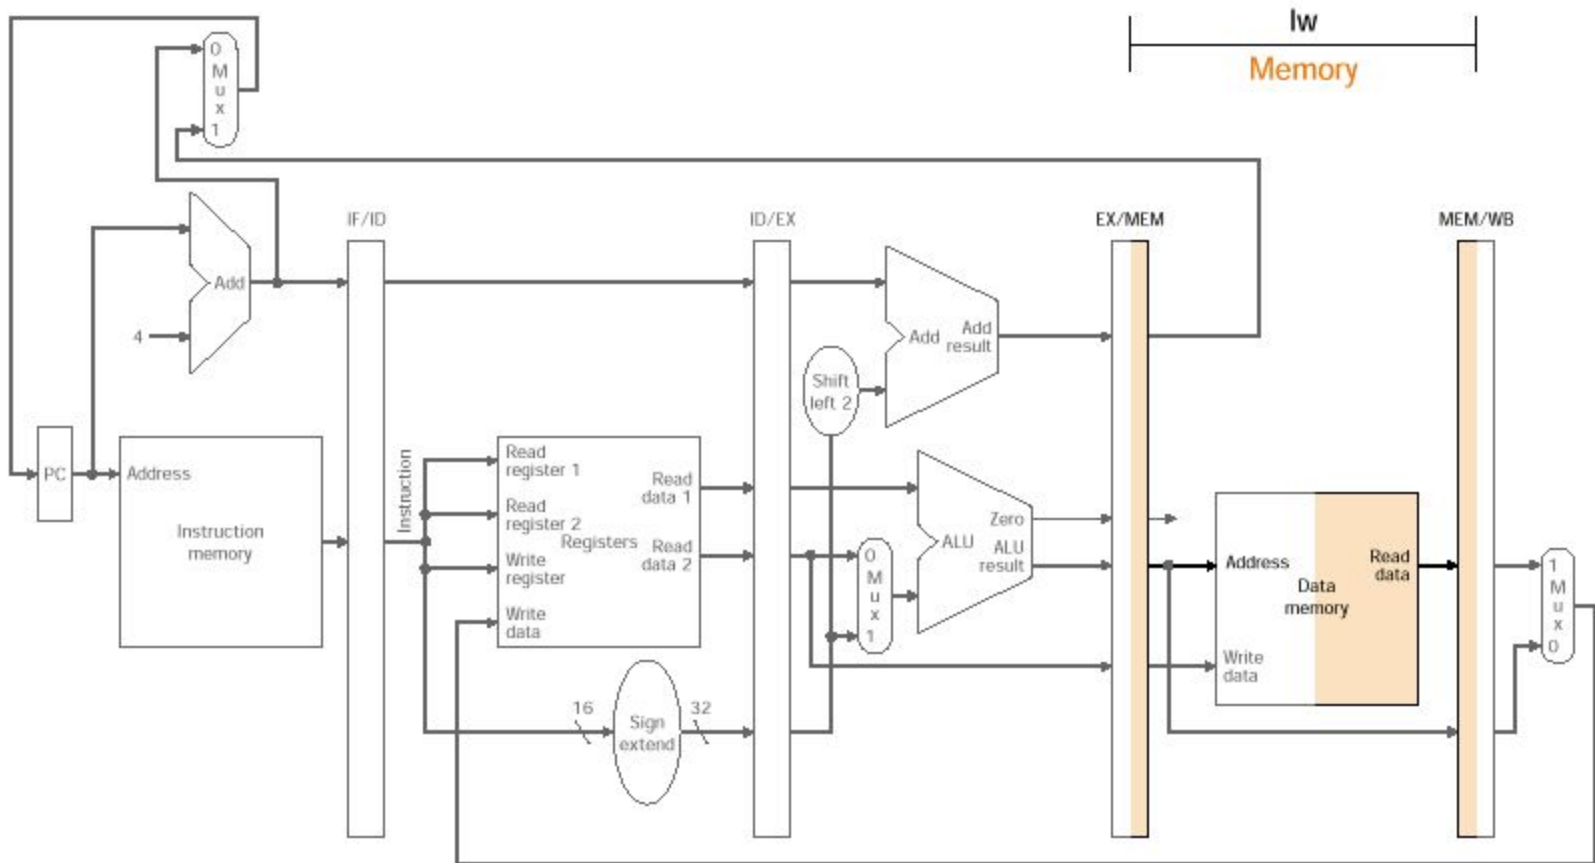 lw
Memory
0
M
u
x
1
IF/ID
ID/EX
EX/MEM
MEM/WB
Add
4
Add
Add
result
Shift
left 2
PC
Address
Instruction
memory
Instruction
Read
register 1
Read
register 2
Write
register
Write
data
Registers
Read
data 1
Read
data 2
0
M
u
x
1
Zero
ALU
ALU
result
Address
Read
data
Data
memory
Write
data
1
M
u
x
0
16
Sign
extend
32